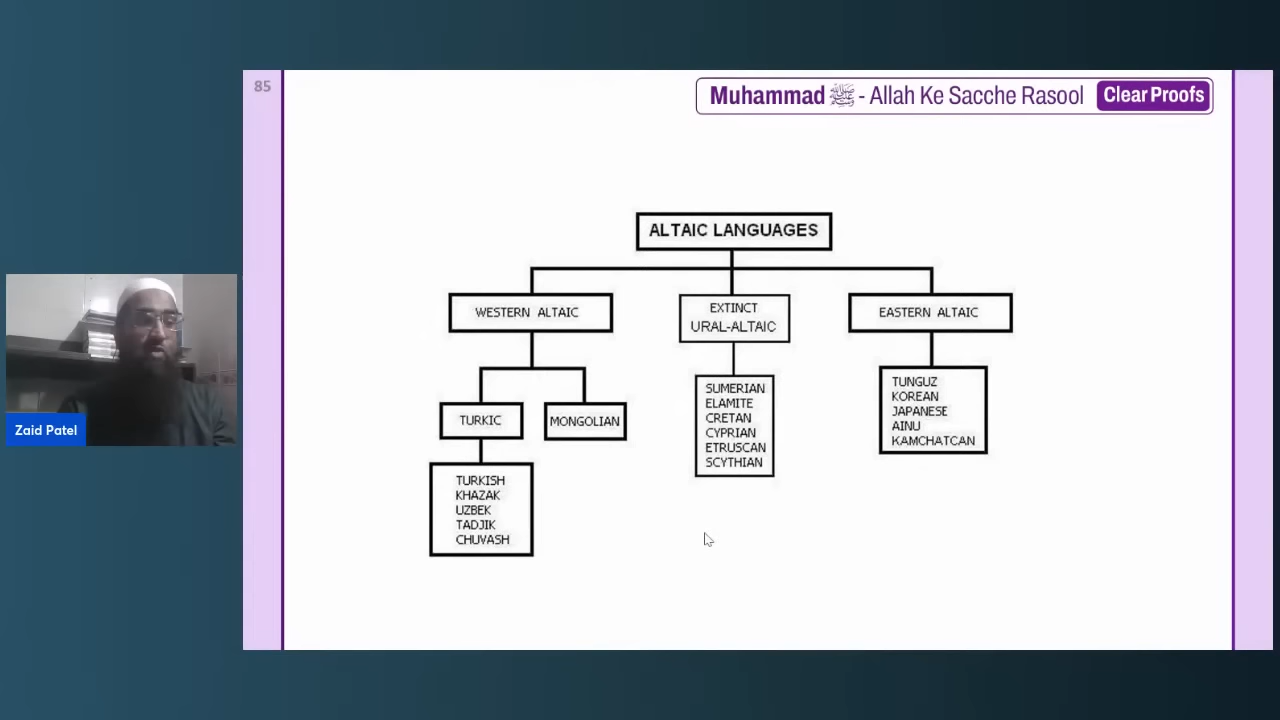 85
Muhammad ﷺ - Allah Ke Sacche Rasool Clear Proofs
ALTAIC LANGUAGES
WESTERN ALTAIC
EXTINCT
URAL-ALTAIC
EASTERN ALTAIC
TURKIC
MONGOLIAN
SUMERIAN
ELAMITE
CRETAN
CYPRIAN
ETRUSCAN
SCYTHIAN
TUNGUZ
KOREAN
JAPANESE
AINU
KAMCHATCAN
TURKISH
KHAZAK
UZBEK
TADJIK
CHUVASH
Zaid Patel